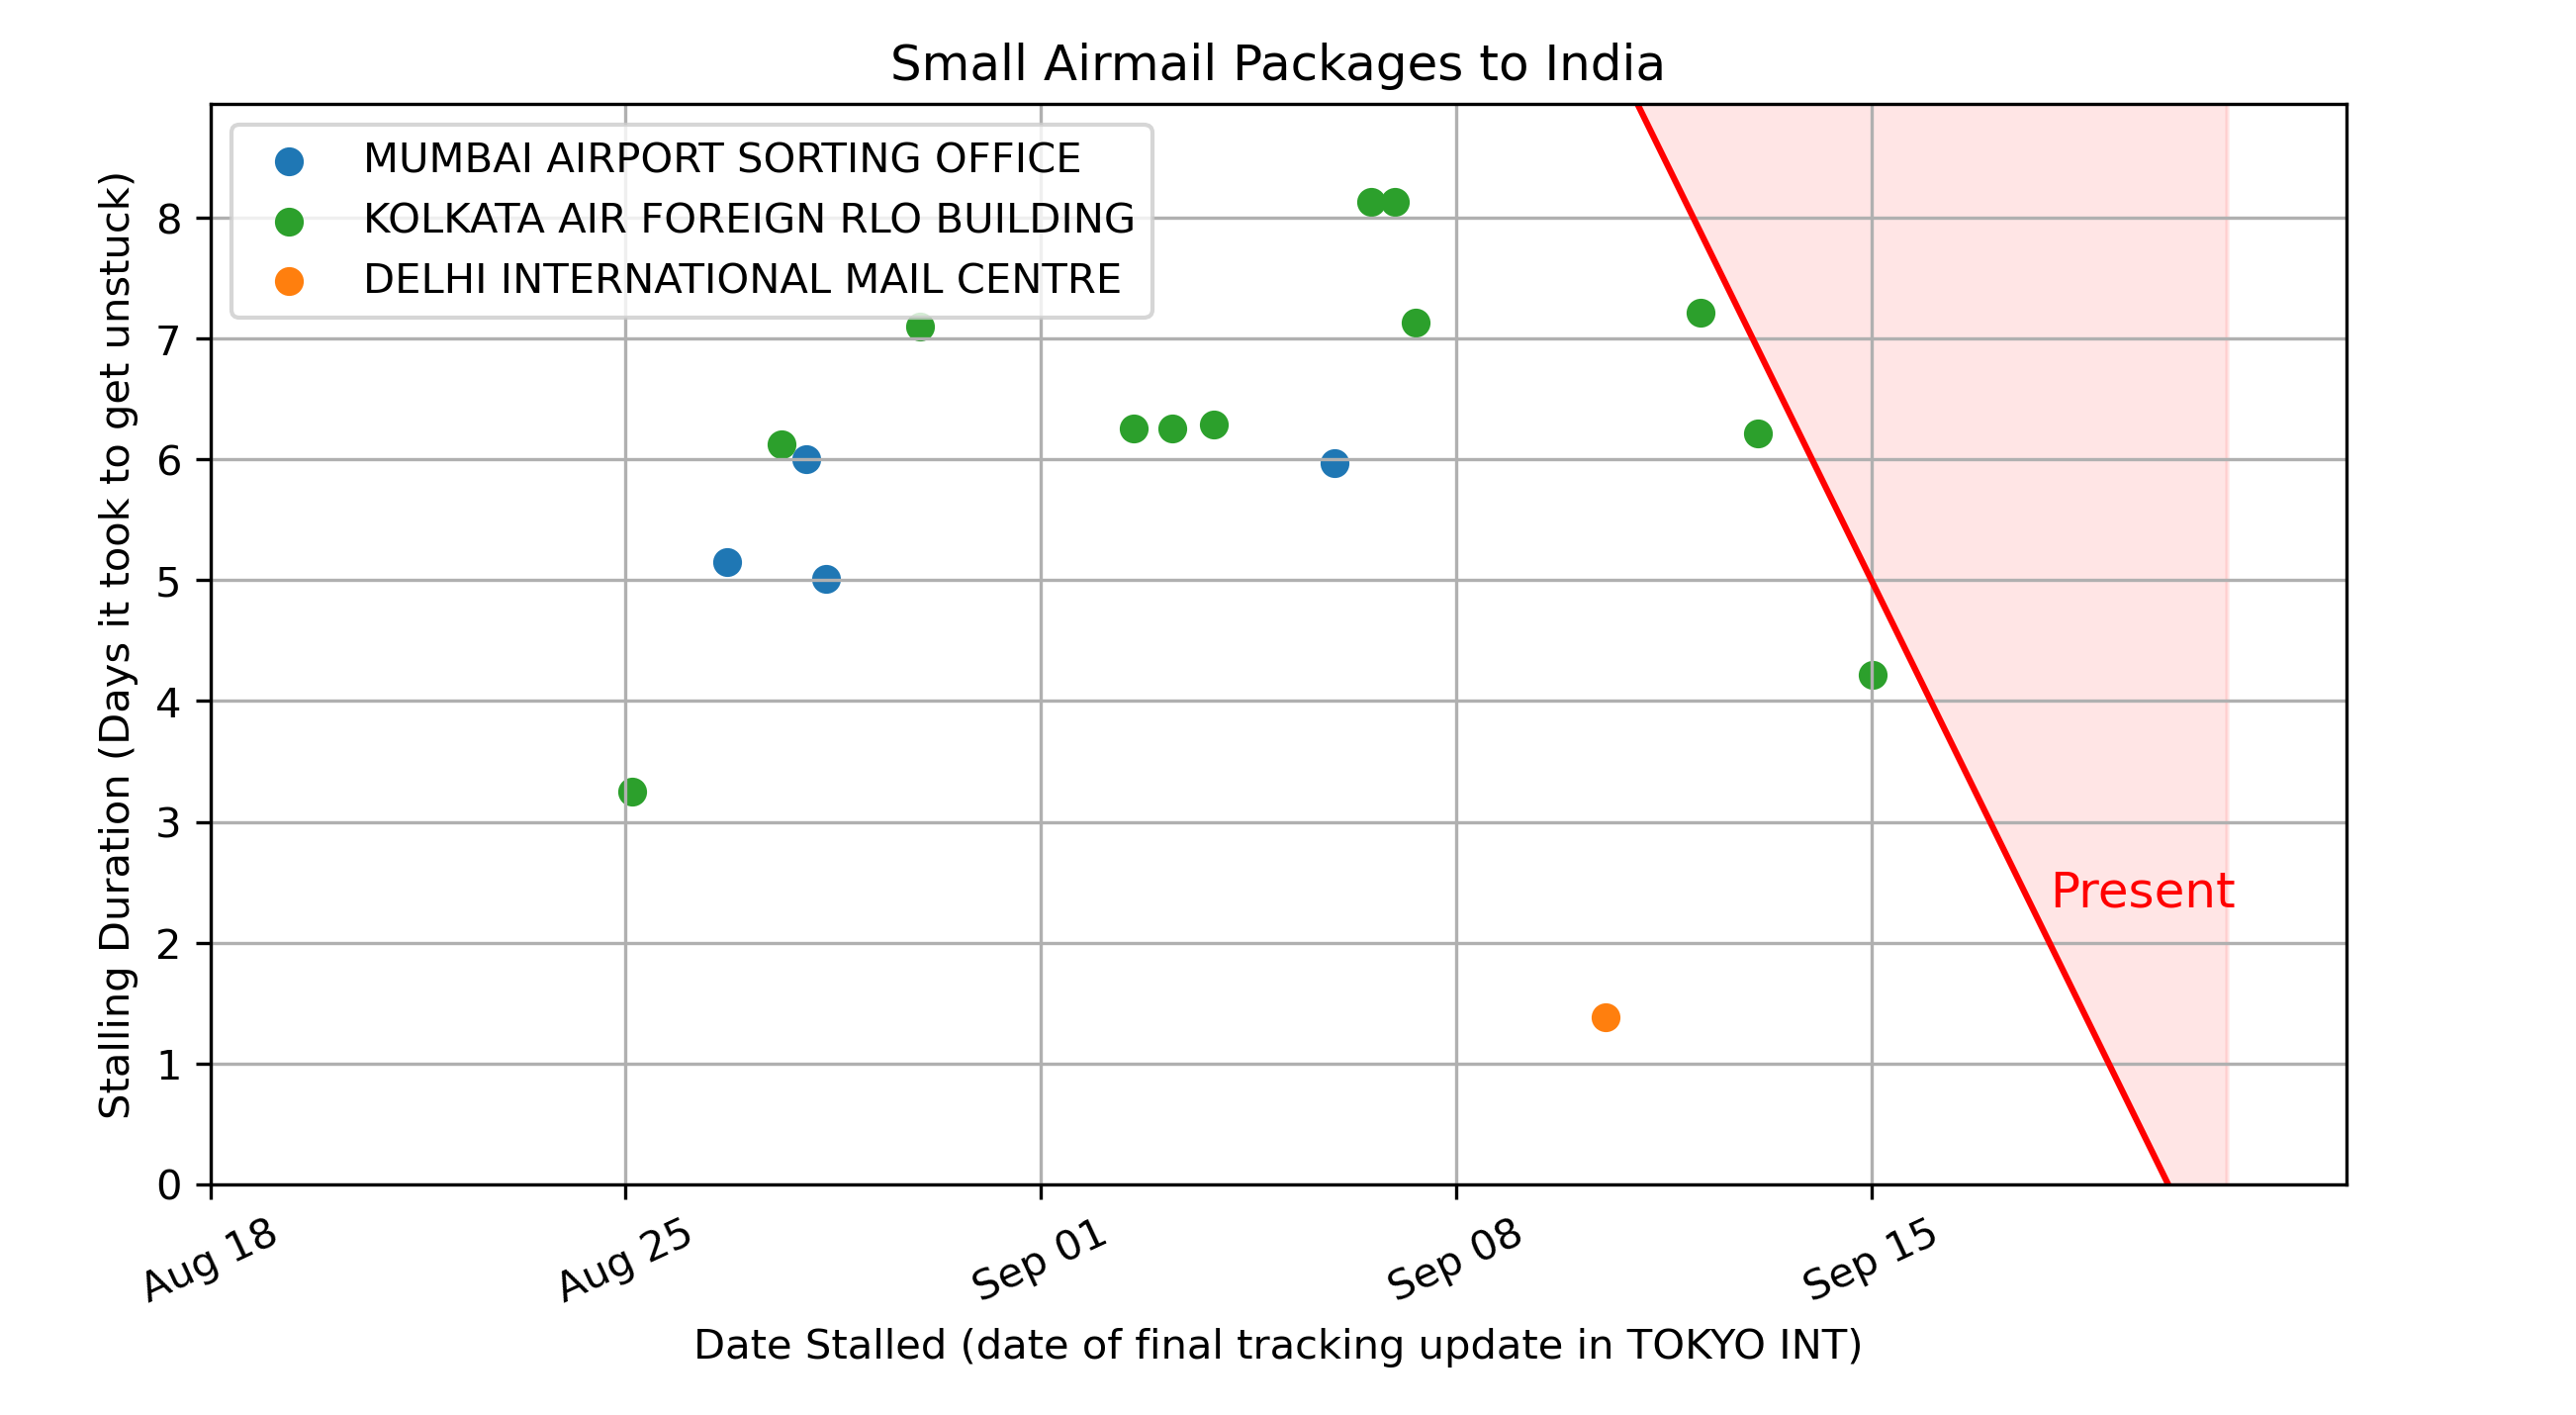 Small Airmail Packages to India
MUMBAI AIRPORT SORTING OFFICE
KOLKATA AIR FOREIGN RLO BUILDING
DELHI INTERNATIONAL MAIL CENTRE
Stalling Duration (Days it took to get unstuck)
8
7
6
5
4
3
2
1
0
Present
Aug 18
Aug 25
Sep 01
Sep 08
Sep 15
Date Stalled (date of final tracking update in TOKYO INT)